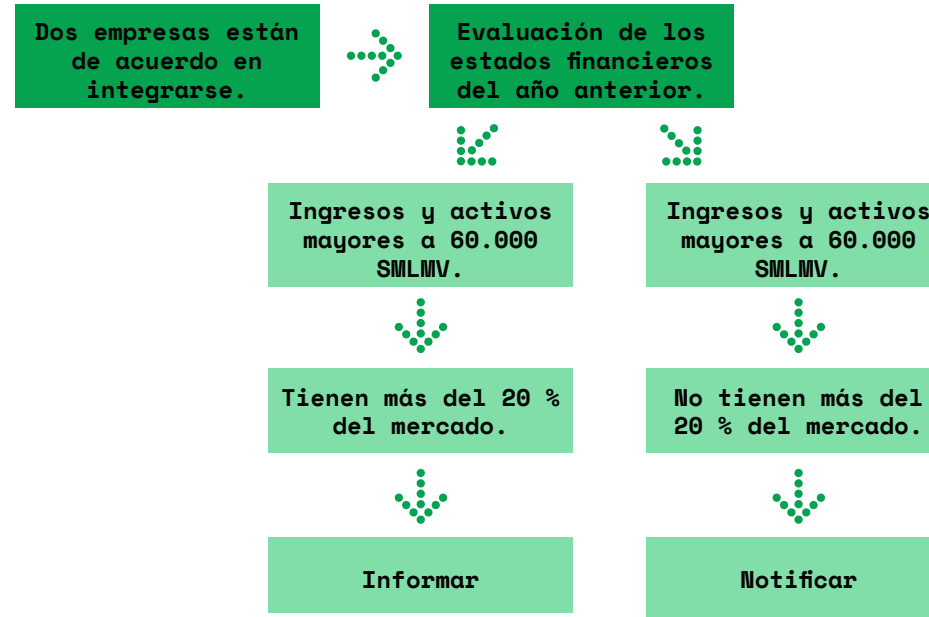 Dos empresas están
de acuerdo en
integrarse.
Evaluación de los
estados financieros
del año anterior.
Ingresos y activos
mayores a 60.000
SMLMV.
Ingresos y activos
mayores a 60.000
SMLMV.
Tienen más del 20 %
del mercado.
No tienen más del
20 % del mercado.
Informar
Notificar